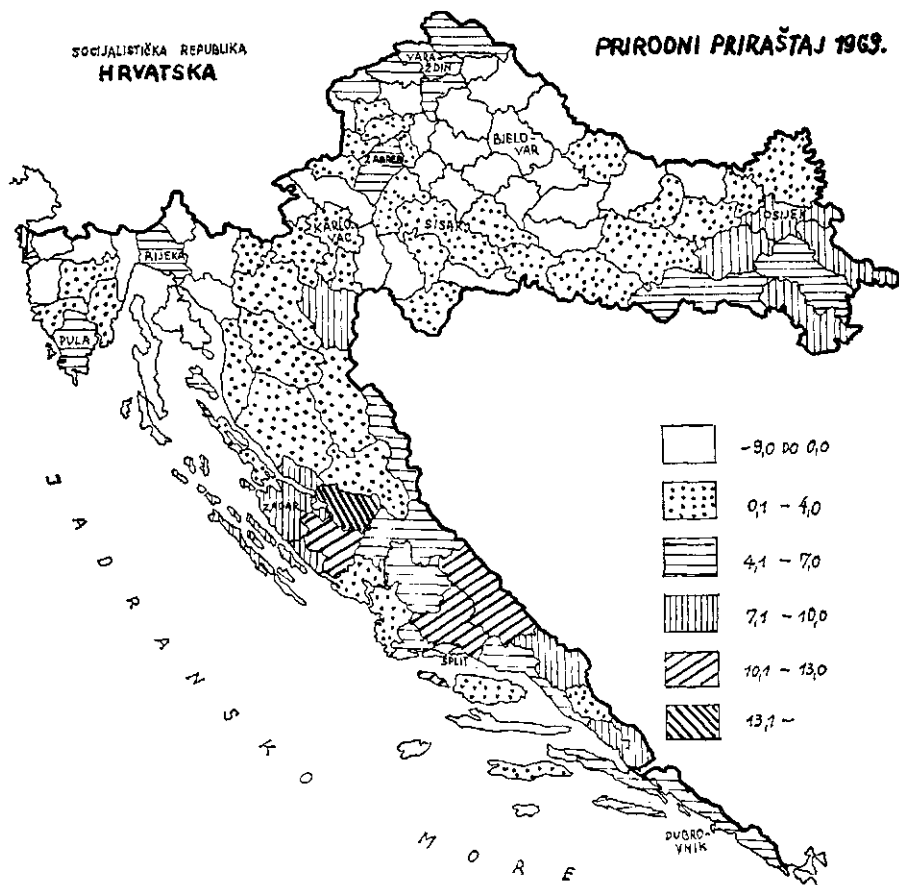 SOCIJALISTIČKA REPUBLIKA
HRVATSKA
PRIRODNI PRIRAŠTAJ 1969.
VARA-
ŽDIN
BJELO-
VAR
ZAGREB
OSIJEK
KARLO-
VAC
SISAK
RIJEKA
PULA
ZADAR
SPLIT
DUBRO-
VNIK
JADRANSKO
MORE
-9,0 DO 0,0
0,1 - 4,0
4,1 - 7,0
7,1 - 10,0
10,1 - 13,0
13,1 -